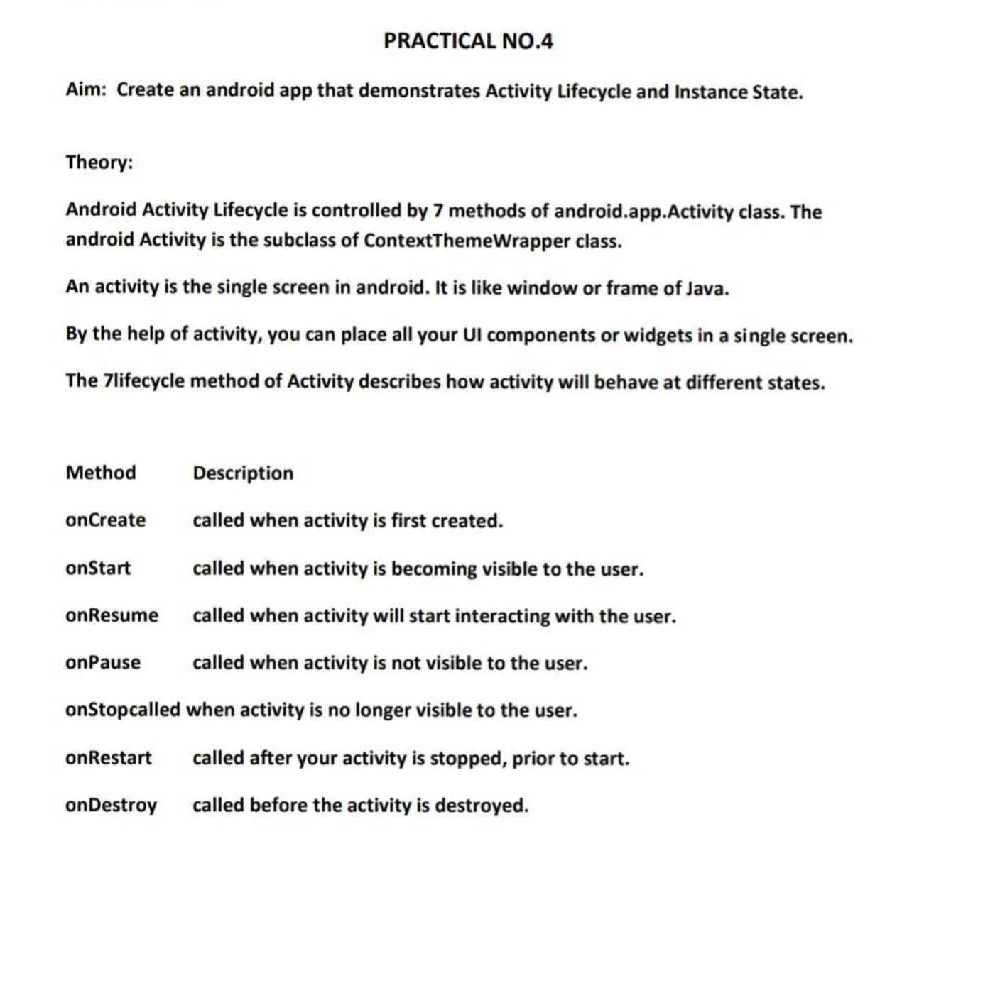 PRACTICAL NO.4
Aim: Create an android app that demonstrates Activity Lifecycle and Instance State.
Theory:
Android Activity Lifecycle is controlled by 7 methods of android.app.Activity class. The
android Activity is the subclass of ContextThemeWrapper class.
An activity is the single screen in android. It is like window or frame of Java.
By the help of activity, you can place all your UI components or widgets in a single screen.
The 7lifecycle method of Activity describes how activity will behave at different states.
Method Description
onCreate called when activity is first created.
onStart called when activity is becoming visible to the user.
onResume called when activity will start interacting with the user.
onPause called when activity is not visible to the user.
onStopcalled when activity is no longer visible to the user.
onRestart called after your activity is stopped, prior to start.
onDestroy called before the activity is destroyed.